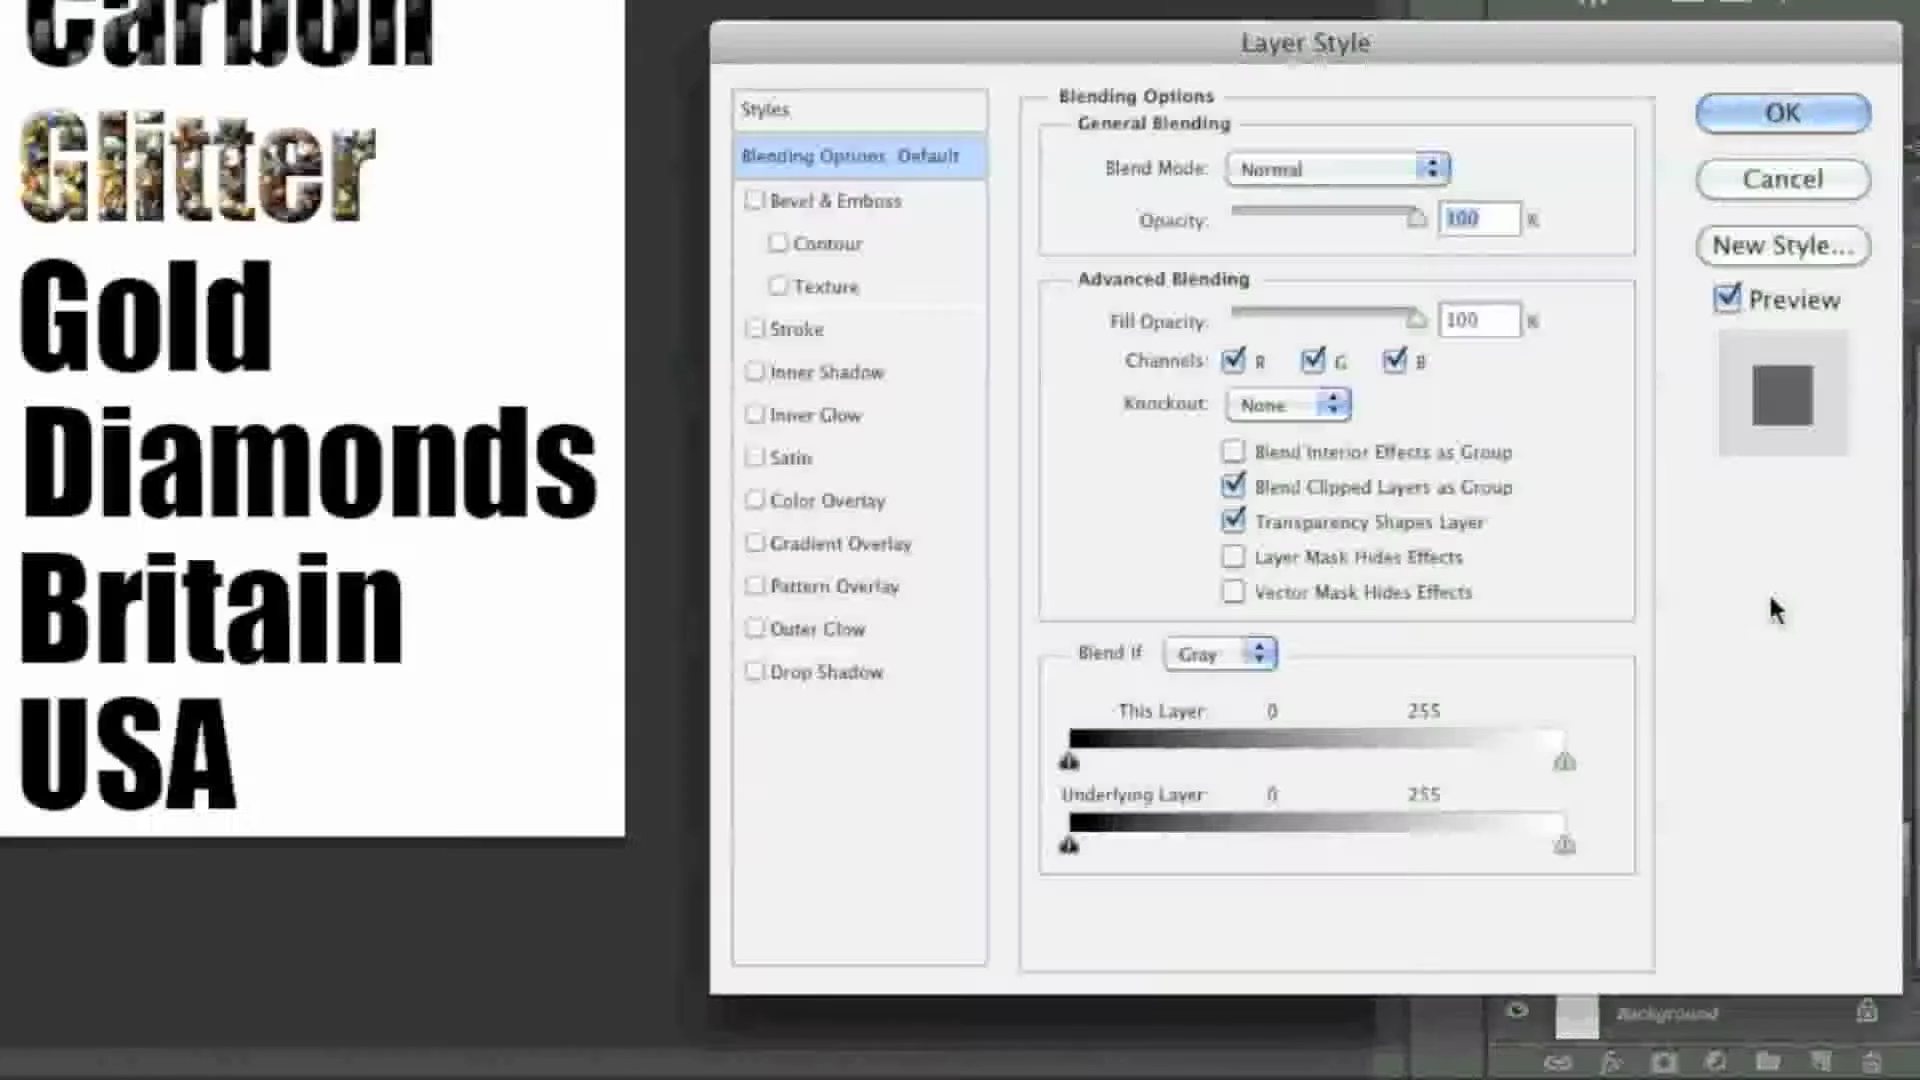 Carbon
Glitter
Gold
Diamonds
Britain
USA
Layer Style
Styles
Blending Options: Default
Bevel & Emboss
Contour
Texture
Stroke
Inner Shadow
Inner Glow
Satin
Color Overlay
Gradient Overlay
Pattern Overlay
Outer Glow
Drop Shadow
Blending Options
General Blending
Blend Mode: Normal
Opacity: 100 %
Advanced Blending
Fill Opacity: 100 %
Channels: R G B
Knockout: None
Blend Interior Effects as Group
Blend Clipped Layers as Group
Transparency Shapes Layer
Layer Mask Hides Effects
Vector Mask Hides Effects
Blend If Gray
This Layer: 0 255
Underlying Layer: 0 255
OK
Cancel
New Style...
Preview
Background